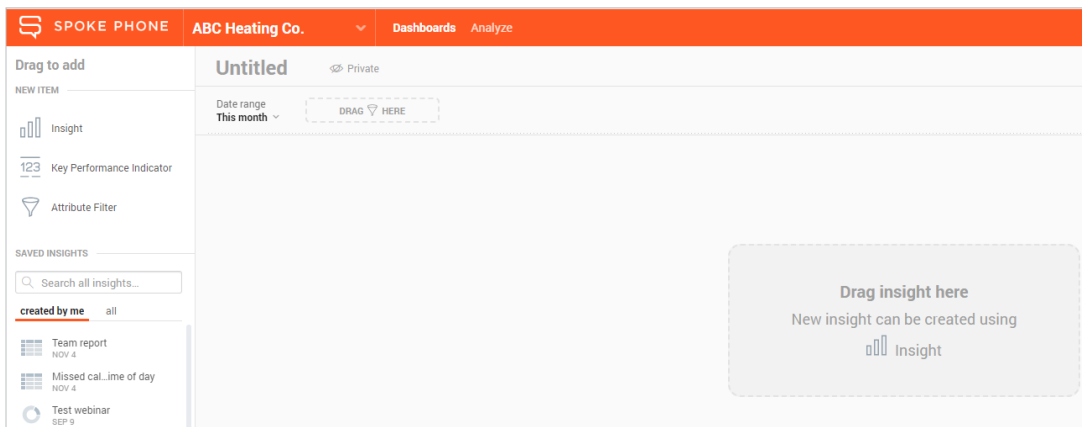 SPOKE PHONE
ABC Heating Co.
Dashboards Analyze
Drag to add
NEW ITEM
Insight
123 Key Performance Indicator
Attribute Filter
SAVED INSIGHTS
Search all insights...
created by me all
Team report
NOV 4
Missed cal...ime of day
NOV 4
Test webinar
SEP 9
Untitled
Private
Date range
This month
DRAG HERE
Drag insight here
New insight can be created using
Insight